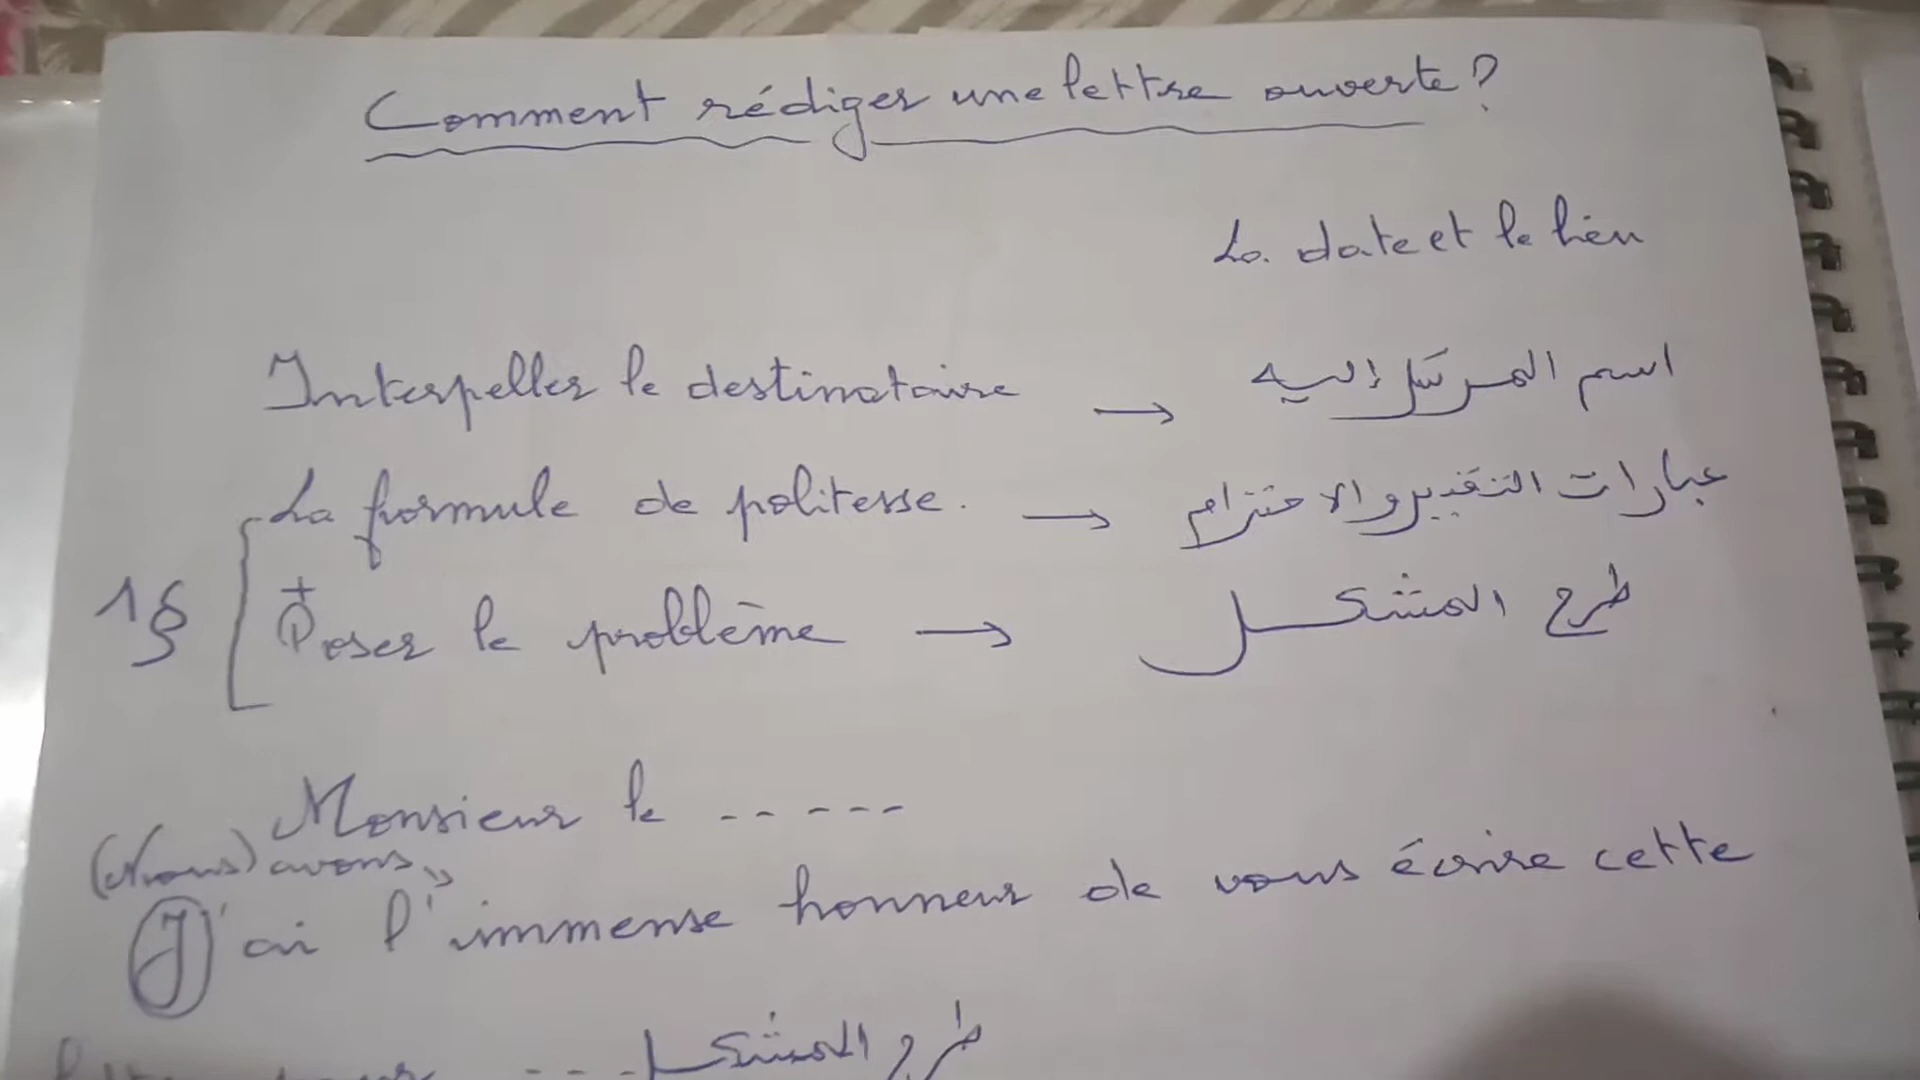 Comment rédiger une lettre ouverte ?
La date et le lieu
Interpeller le destinataire → اسم المرسَل إليه
La formule de politesse. → عبارات التقدير والاحترام
+
1§ Poser le problème → طرح المشكل
Monsieur le -----
(Nous) avons
J'ai l'immense honneur de vous écrire cette
--- طرح المشكل